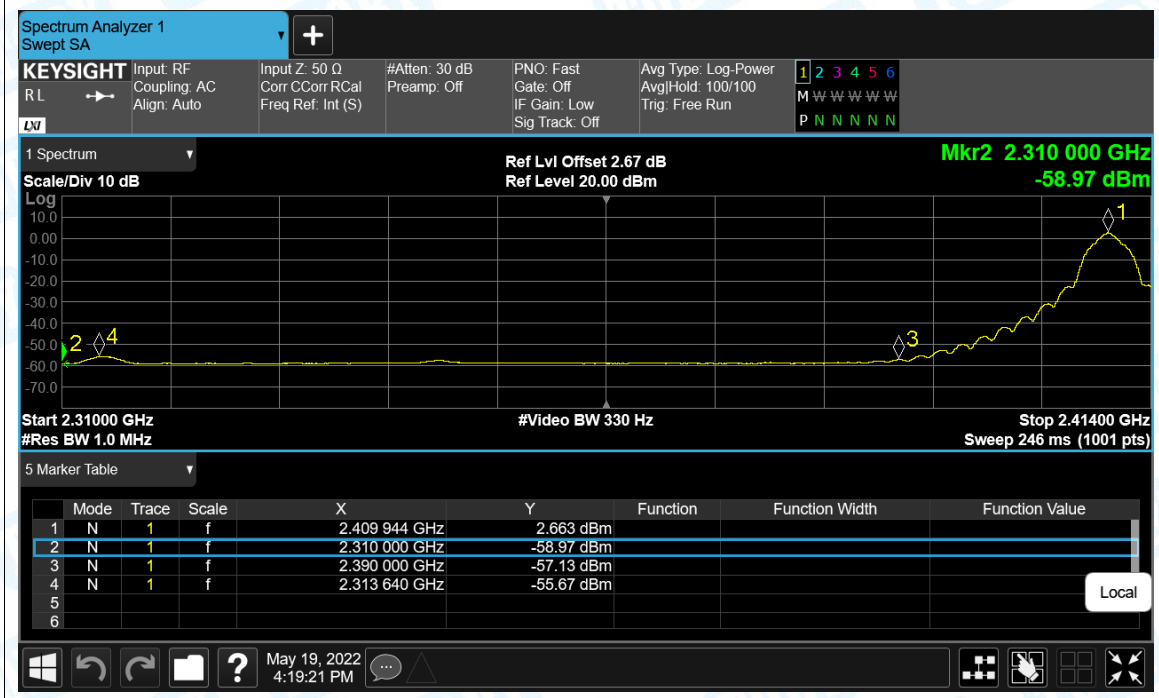 Spectrum Analyzer 1
Swept SA
+
KEYSIGHT Input: RF Input Z: 50 Ω #Atten: 30 dB PNO: Fast Avg Type: Log-Power 1 2 3 4 5 6
R L Coupling: AC Corr CCorr RCal Preamp: Off Gate: Off Avg|Hold: 100/100 M W W W W W
Align: Auto Freq Ref: Int (S) IF Gain: Low Trig: Free Run
LXI Sig Track: Off P N N N N N
1 Spectrum Ref Lvl Offset 2.67 dB Mkr2 2.310 000 GHz
Scale/Div 10 dB Ref Level 20.00 dBm -58.97 dBm
Log
10.0 1
0.00
-10.0
-20.0
-30.0
-40.0
-50.0 2 4 3
-60.0
-70.0
Start 2.31000 GHz #Video BW 330 Hz Stop 2.41400 GHz
#Res BW 1.0 MHz Sweep 246 ms (1001 pts)
5 Marker Table
Mode Trace Scale X Y Function Function Width Function Value
1 N 1 f 2.409 944 GHz 2.663 dBm
2 N 1 f 2.310 000 GHz -58.97 dBm
3 N 1 f 2.390 000 GHz -57.13 dBm
4 N 1 f 2.313 640 GHz -55.67 dBm
5
6
Local
? May 19, 2022
4:19:21 PM